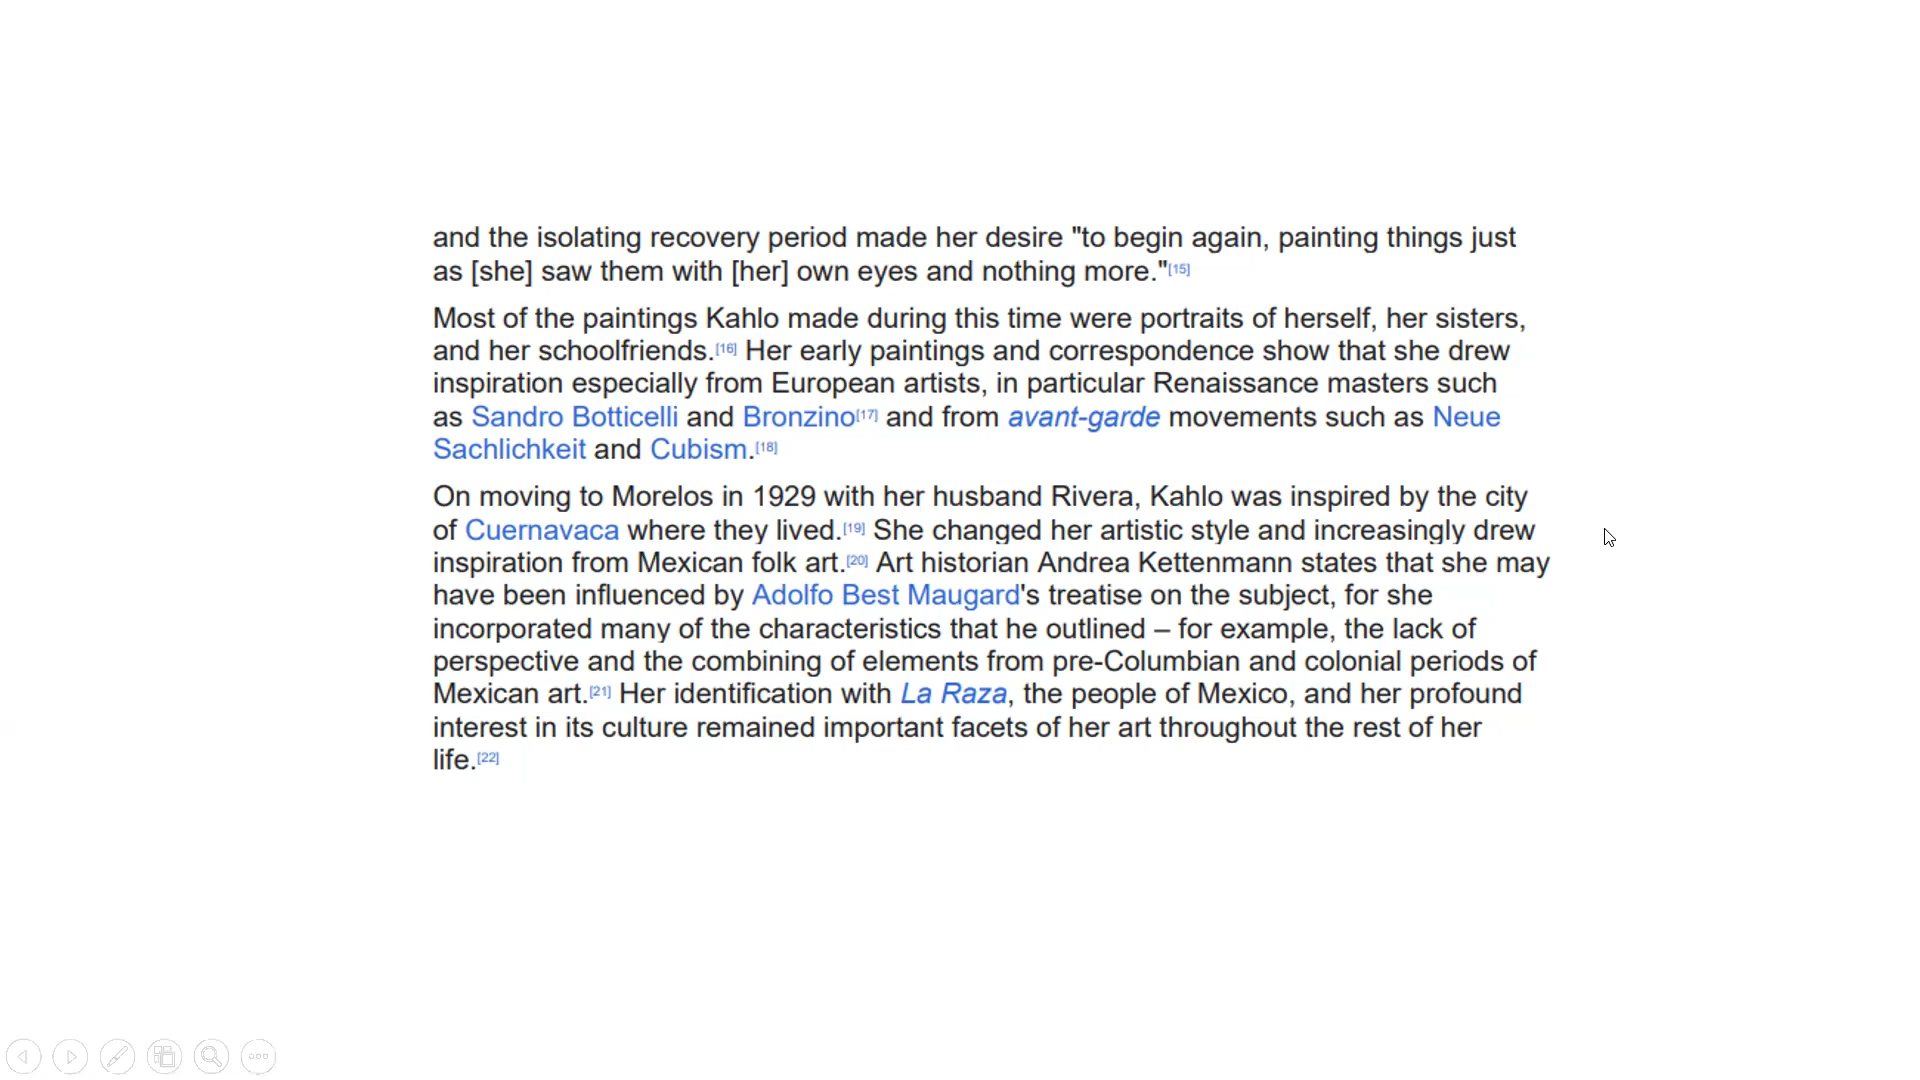 and the isolating recovery period made her desire "to begin again, painting things just
as [she] saw them with [her] own eyes and nothing more."[15]
Most of the paintings Kahlo made during this time were portraits of herself, her sisters,
and her schoolfriends.[16] Her early paintings and correspondence show that she drew
inspiration especially from European artists, in particular Renaissance masters such
as Sandro Botticelli and Bronzino[17] and from avant-garde movements such as Neue
Sachlichkeit and Cubism.[18]
On moving to Morelos in 1929 with her husband Rivera, Kahlo was inspired by the city
of Cuernavaca where they lived.[19] She changed her artistic style and increasingly drew
inspiration from Mexican folk art.[20] Art historian Andrea Kettenmann states that she may
have been influenced by Adolfo Best Maugard's treatise on the subject, for she
incorporated many of the characteristics that he outlined – for example, the lack of
perspective and the combining of elements from pre-Columbian and colonial periods of
Mexican art.[21] Her identification with La Raza, the people of Mexico, and her profound
interest in its culture remained important facets of her art throughout the rest of her
life.[22]